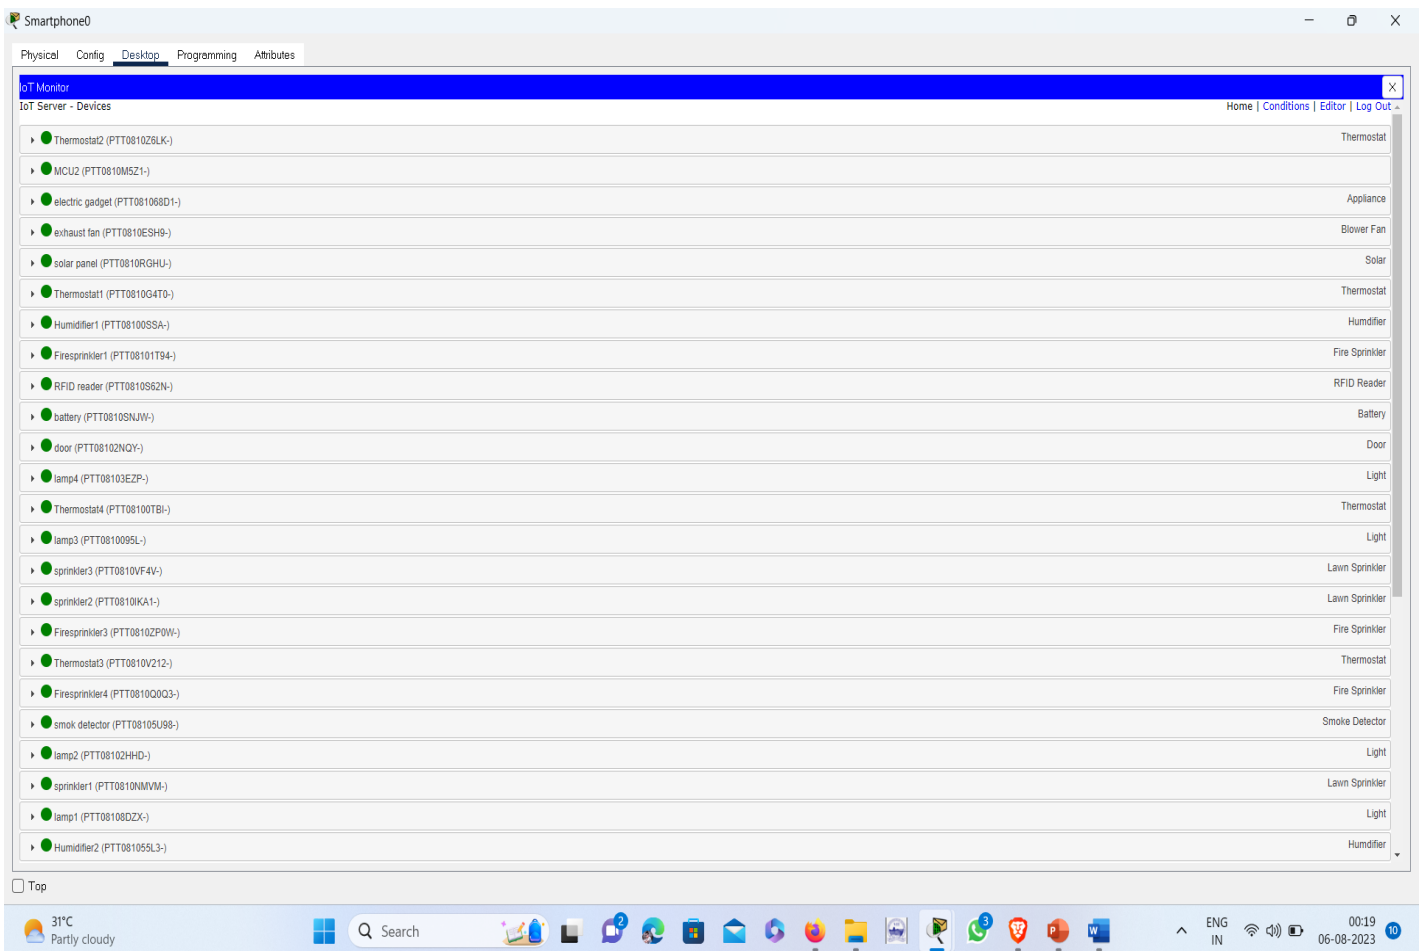 Smartphone0
Physical Config Desktop Programming Attributes
IoT Monitor X
IoT Server - Devices Home | Conditions | Editor | Log Out
Thermostat2 (PTT0810Z6LK-) Thermostat
MCU2 (PTT0810M5Z1-)
electric gadget (PTT081068D1-) Appliance
exhaust fan (PTT0810ESH9-) Blower Fan
solar panel (PTT0810RGHU-) Solar
Thermostat1 (PTT0810G4T0-) Thermostat
Humidifier1 (PTT08100SSA-) Humdifier
Firesprinkler1 (PTT08101T94-) Fire Sprinkler
RFID reader (PTT0810S62N-) RFID Reader
battery (PTT0810SNJW-) Battery
door (PTT08102NQY-) Door
lamp4 (PTT08103EZP-) Light
Thermostat4 (PTT08100TBI-) Thermostat
lamp3 (PTT0810095L-) Light
sprinkler3 (PTT0810VF4V-) Lawn Sprinkler
sprinkler2 (PTT0810IKA1-) Lawn Sprinkler
Firesprinkler3 (PTT0810ZP0W-) Fire Sprinkler
Thermostat3 (PTT0810V212-) Thermostat
Firesprinkler4 (PTT0810Q0Q3-) Fire Sprinkler
smok detector (PTT08105U98-) Smoke Detector
lamp2 (PTT08102HHD-) Light
sprinkler1 (PTT0810NMVM-) Lawn Sprinkler
lamp1 (PTT08108DZX-) Light
Humidifier2 (PTT081055L3-) Humdifier
Top
31°C
Partly cloudy
Search
2
3
P
W
ENG
IN
00:19
06-08-2023
10